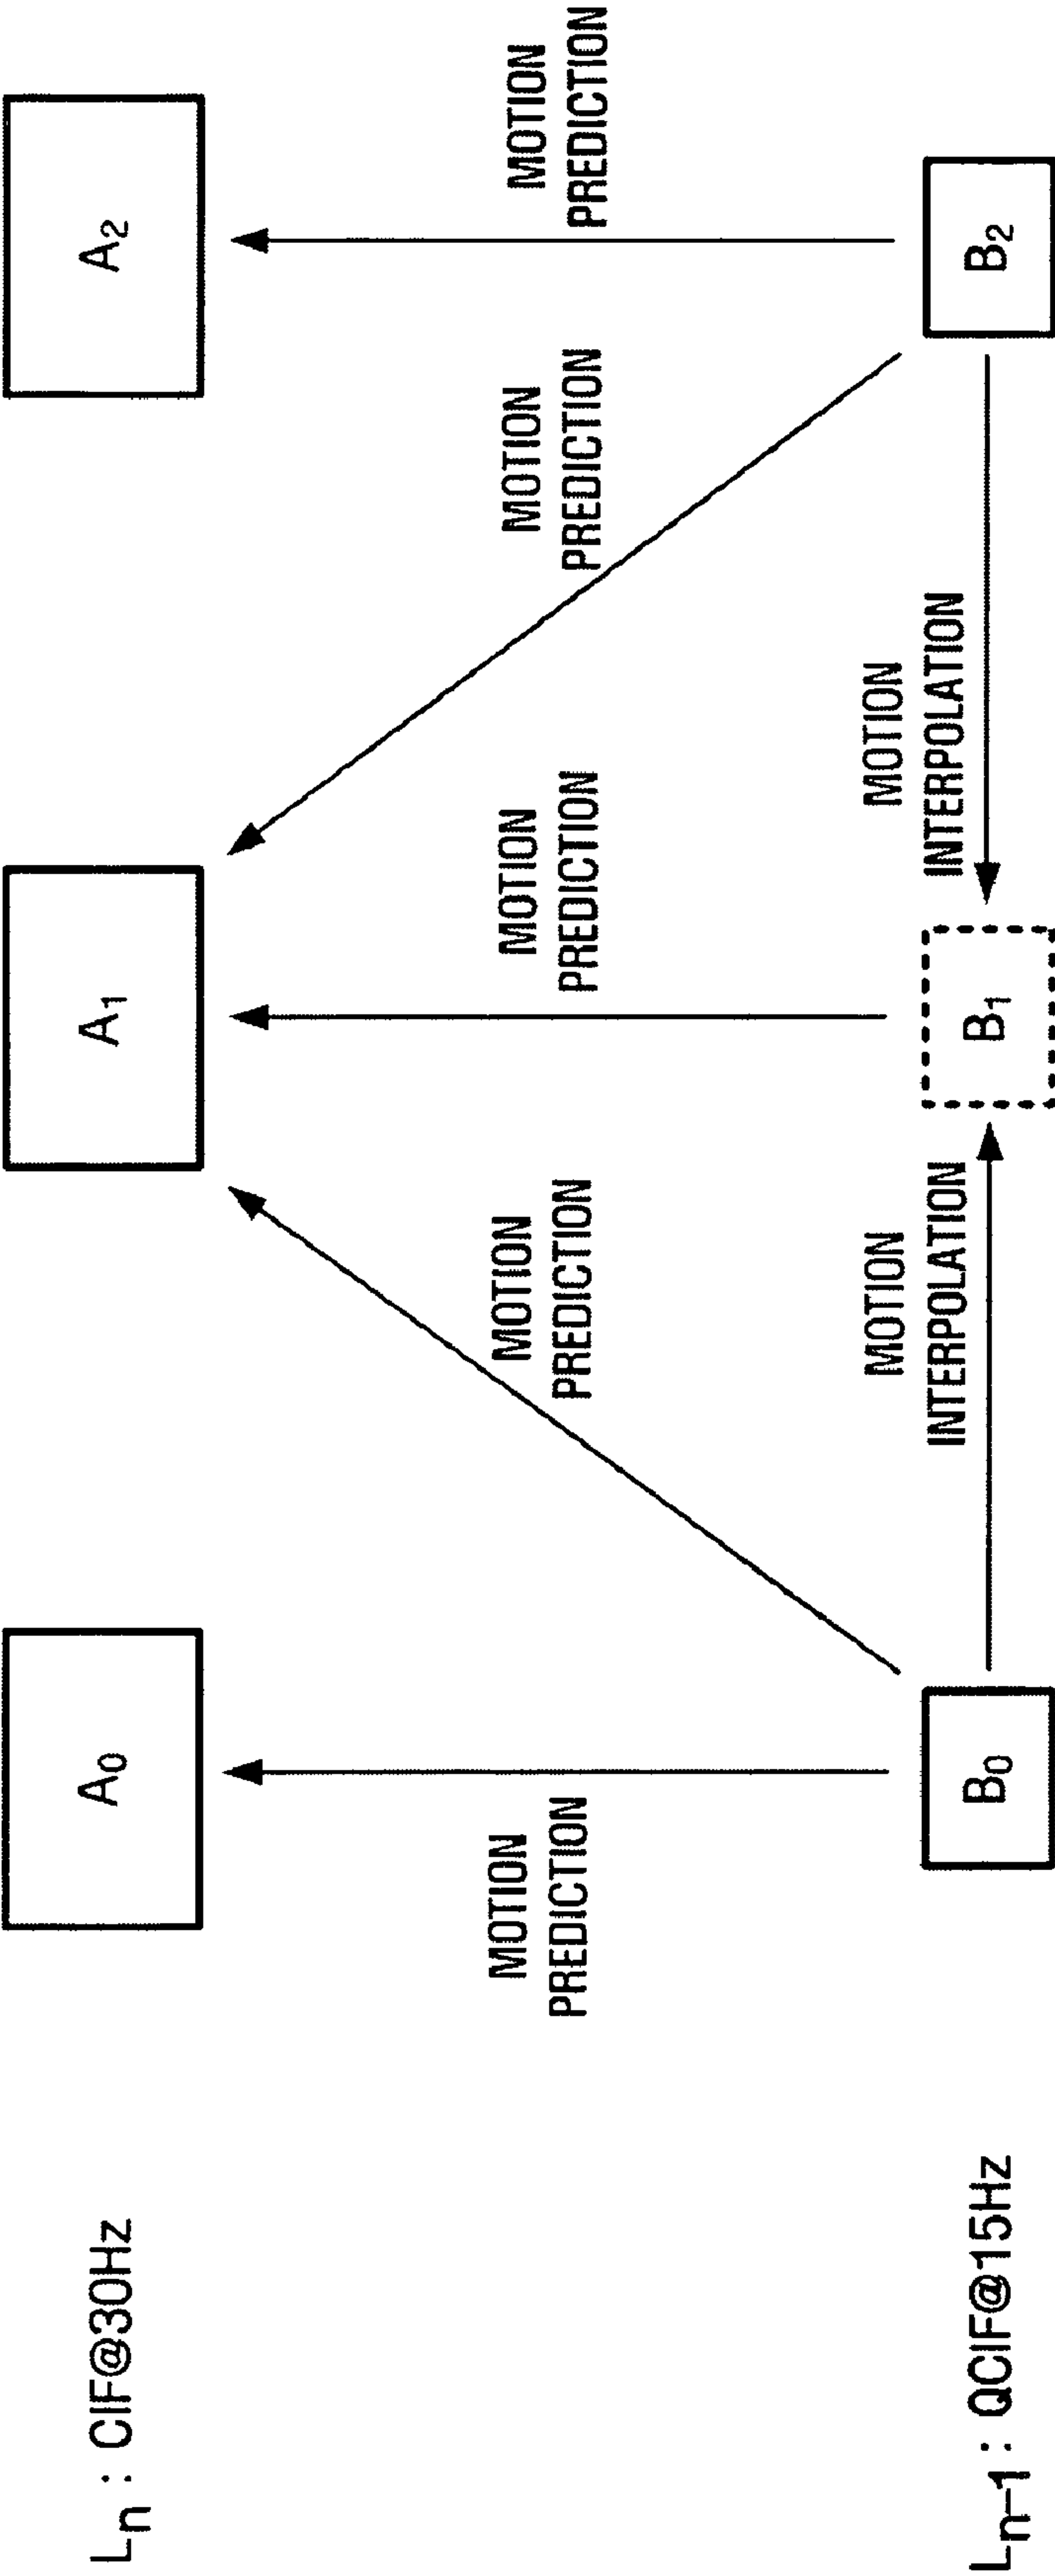 Lₙ : CIF@30Hz
A₀
A₁
A₂
MOTION
PREDICTION
MOTION
PREDICTION
MOTION
PREDICTION
MOTION
PREDICTION
MOTION
PREDICTION
MOTION
INTERPOLATION
MOTION
INTERPOLATION
Lₙ₋₁ : QCIF@15Hz
B₀
B₁
B₂